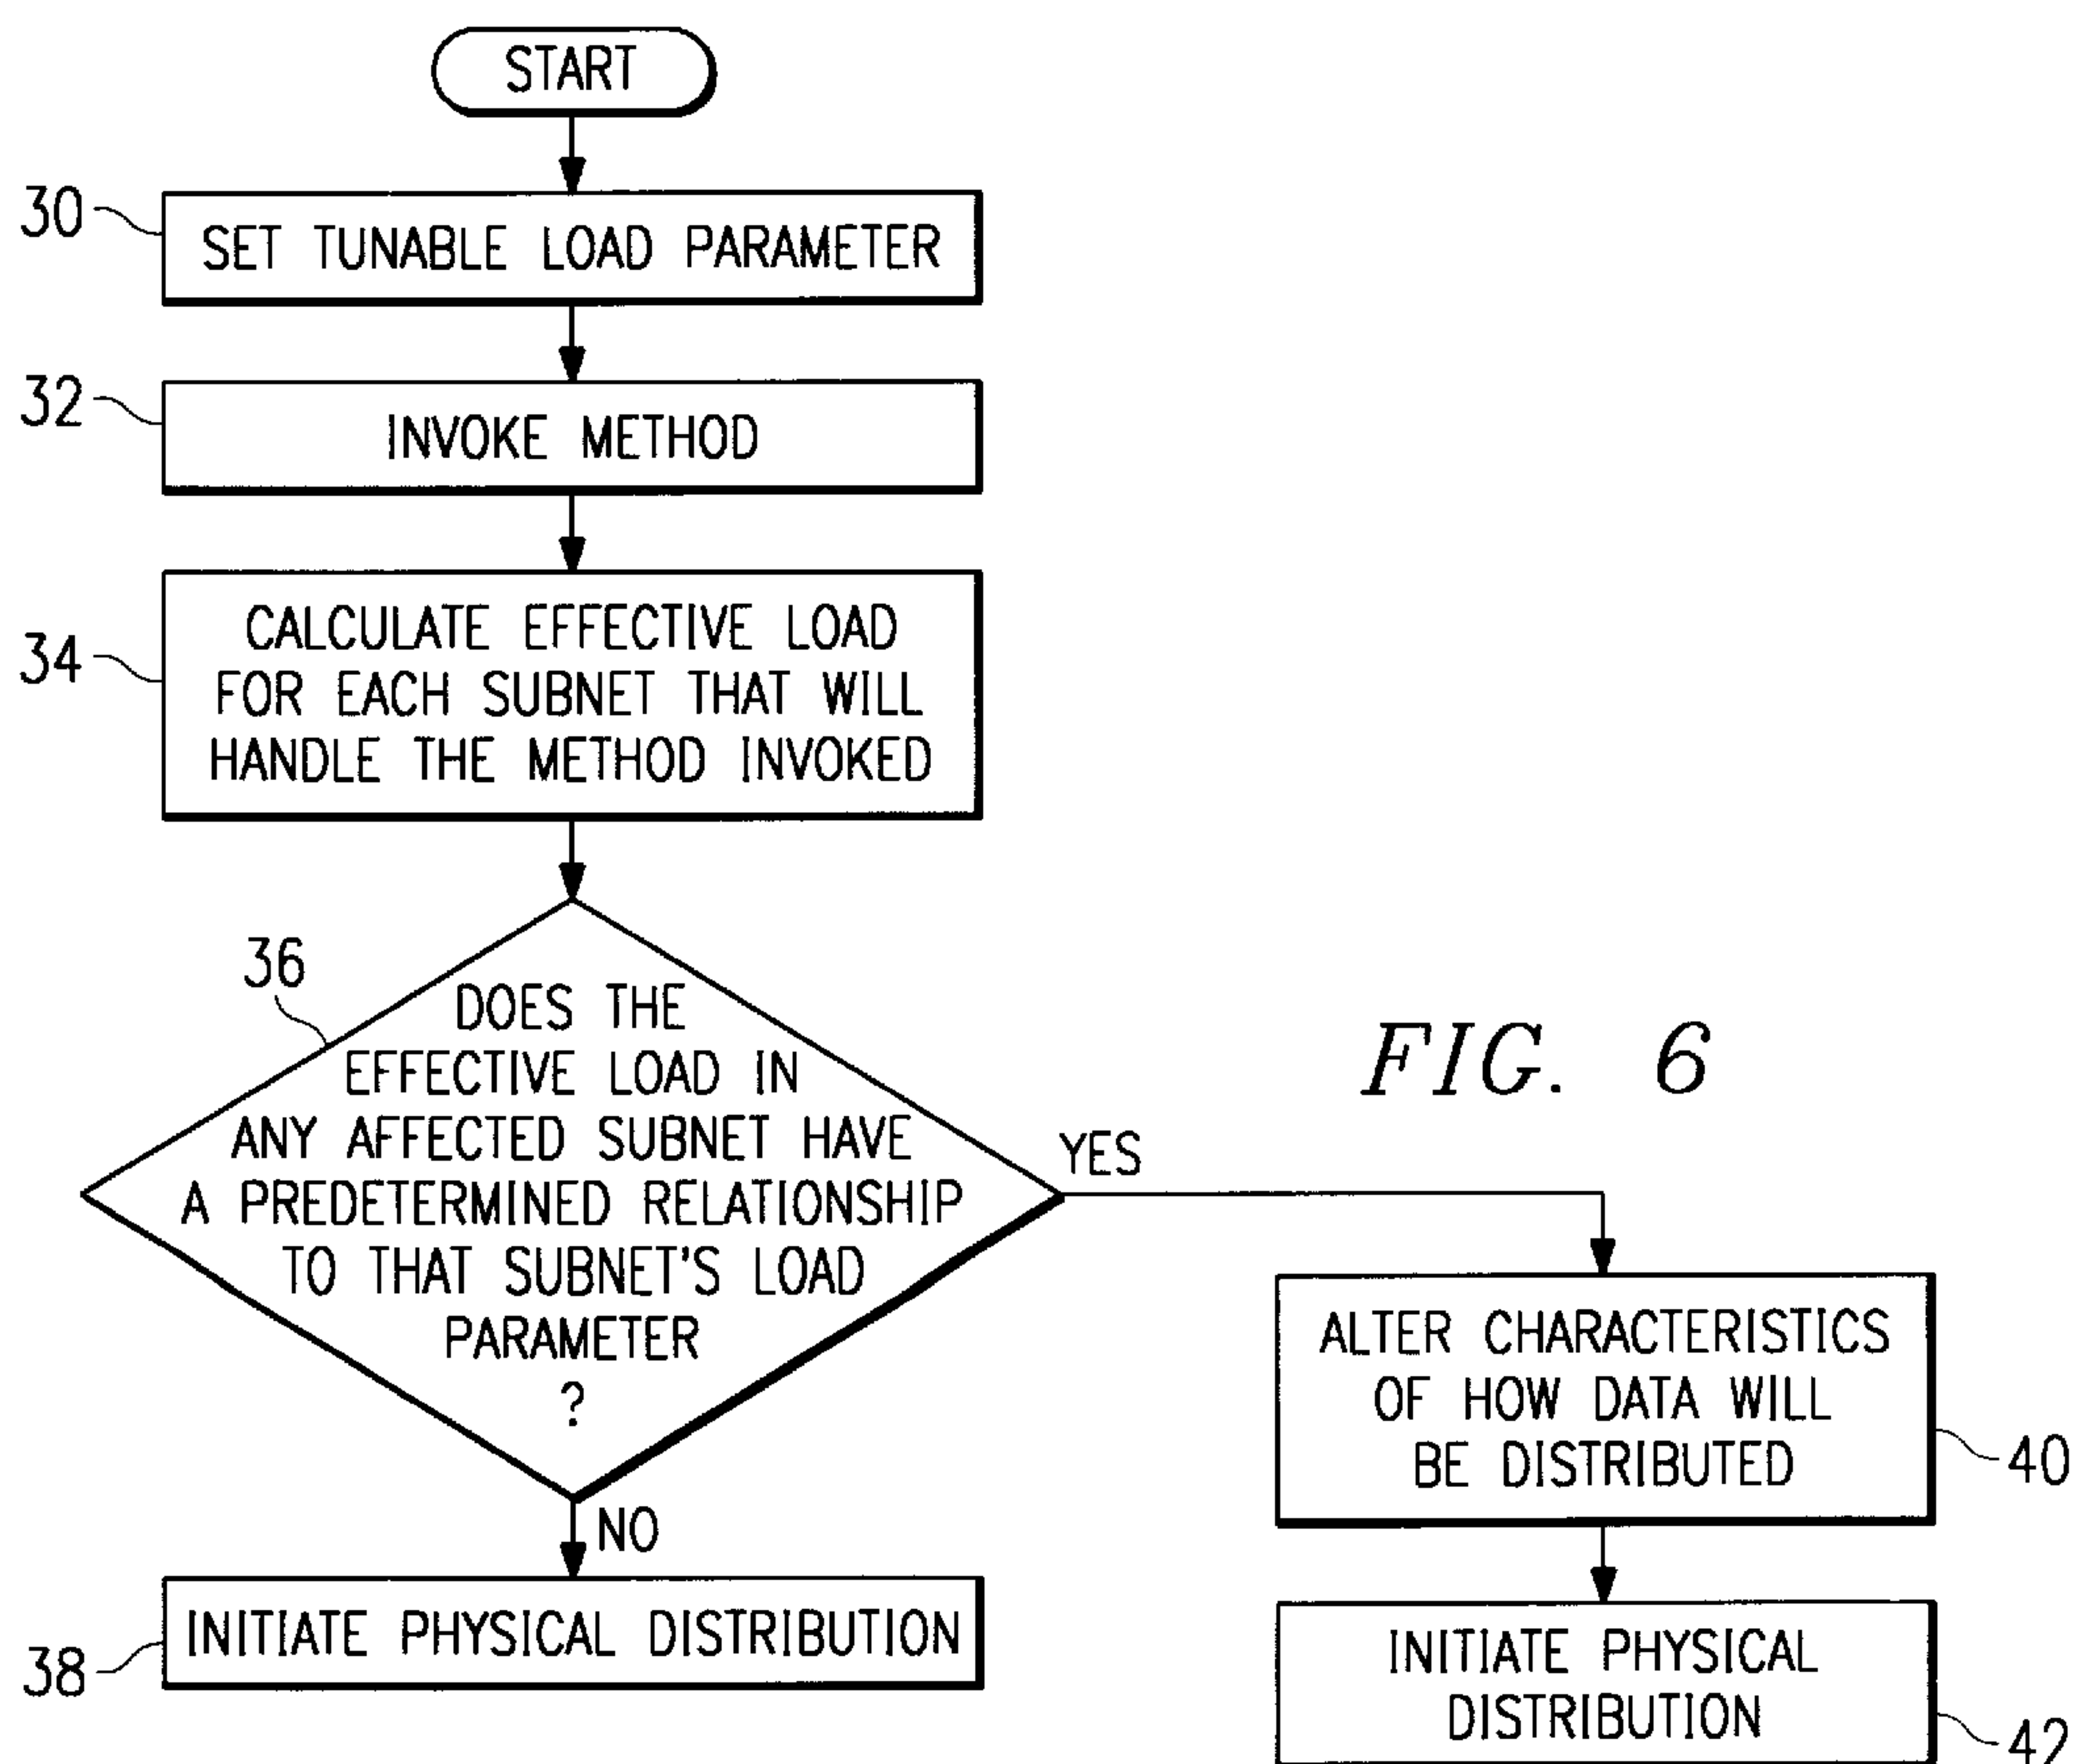 START
30
SET TUNABLE LOAD PARAMETER
32
INVOKE METHOD
34
CALCULATE EFFECTIVE LOAD
FOR EACH SUBNET THAT WILL
HANDLE THE METHOD INVOKED
36
DOES THE
EFFECTIVE LOAD IN
ANY AFFECTED SUBNET HAVE
A PREDETERMINED RELATIONSHIP
TO THAT SUBNET'S LOAD
PARAMETER
?
FIG. 6
YES
ALTER CHARACTERISTICS
OF HOW DATA WILL
BE DISTRIBUTED
40
NO
INITIATE PHYSICAL DISTRIBUTION
38
INITIATE PHYSICAL
DISTRIBUTION
42